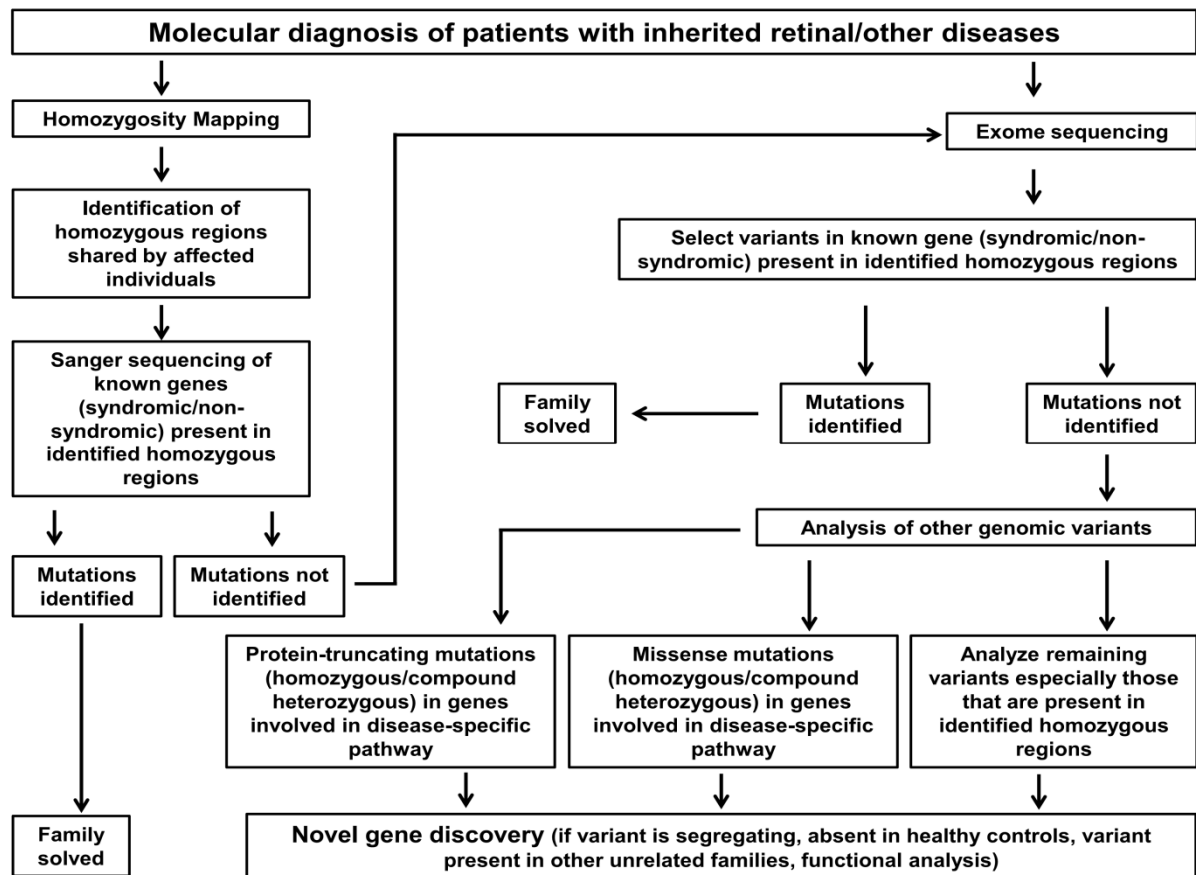 Molecular diagnosis of patients with inherited retinal/other diseases
Homozygosity Mapping
Exome sequencing
Identification of
homozygous regions
shared by affected
individuals
Select variants in known gene (syndromic/non-
syndromic) present in identified homozygous regions
Sanger sequencing of
known genes
(syndromic/non-
syndromic) present in
identified homozygous
regions
Family
solved
Mutations
identified
Mutations not
identified
Analysis of other genomic variants
Mutations
identified
Mutations not
identified
Protein-truncating mutations
(homozygous/compound
heterozygous) in genes
involved in disease-specific
pathway
Missense mutations
(homozygous/compound
heterozygous) in genes
involved in disease-specific
pathway
Analyze remaining
variants especially those
that are present in
identified homozygous
regions
Family
solved
Novel gene discovery (if variant is segregating, absent in healthy controls, variant
present in other unrelated families, functional analysis)